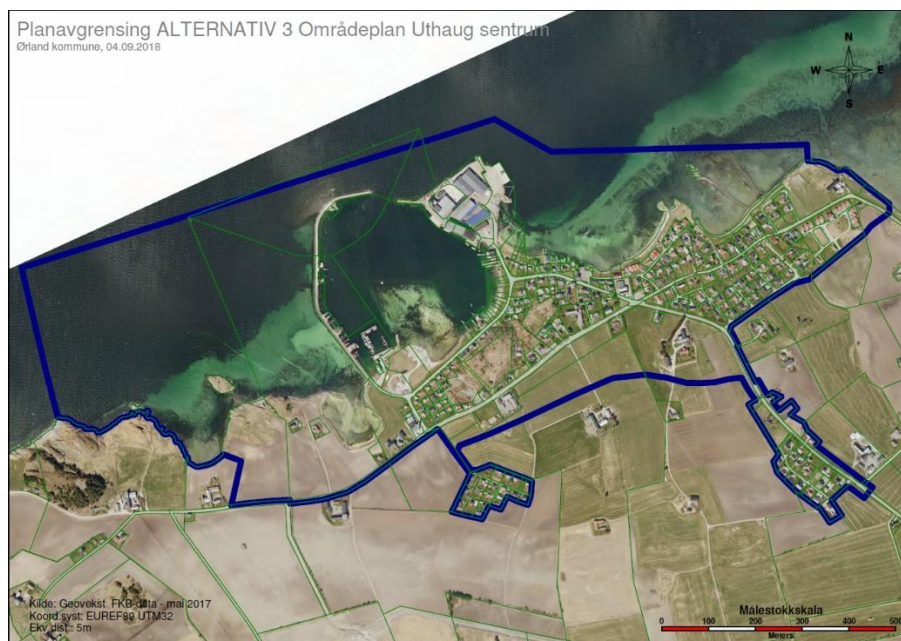 Planavgrensing ALTERNATIV 3 Områdeplan Uthaug sentrum
Ørland kommune, 04.09.2018
N
W E
S
Kilde: Geovekst FKB-data - mai 2017
Koord.syst: EUREF89 UTM32
Ekv.dist.: 5m
Målestokkskala
0 100 200 300 400 500
Meters